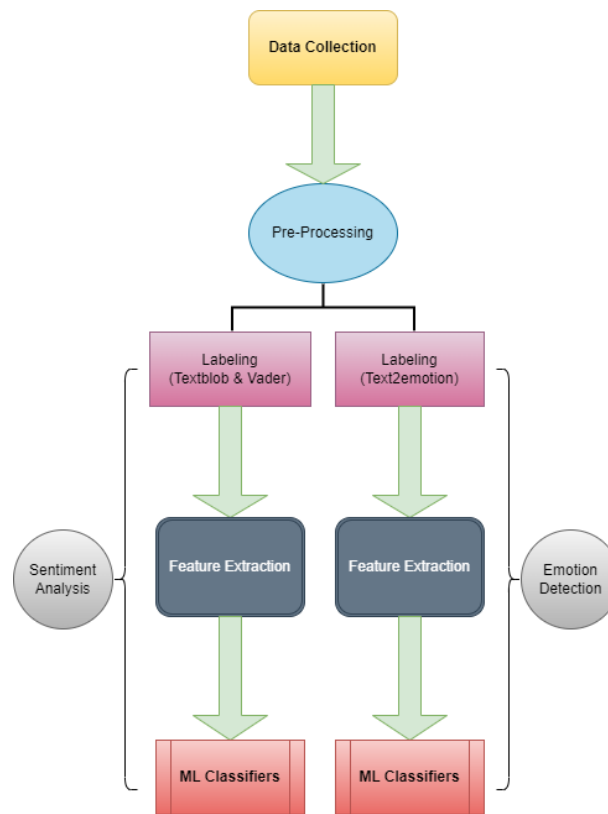 Data Collection
Pre-Processing
Labeling
(Textblob & Vader)
Labeling
(Text2emotion)
Feature Extraction
Feature Extraction
Sentiment
Analysis
Emotion
Detection
ML Classifiers
ML Classifiers